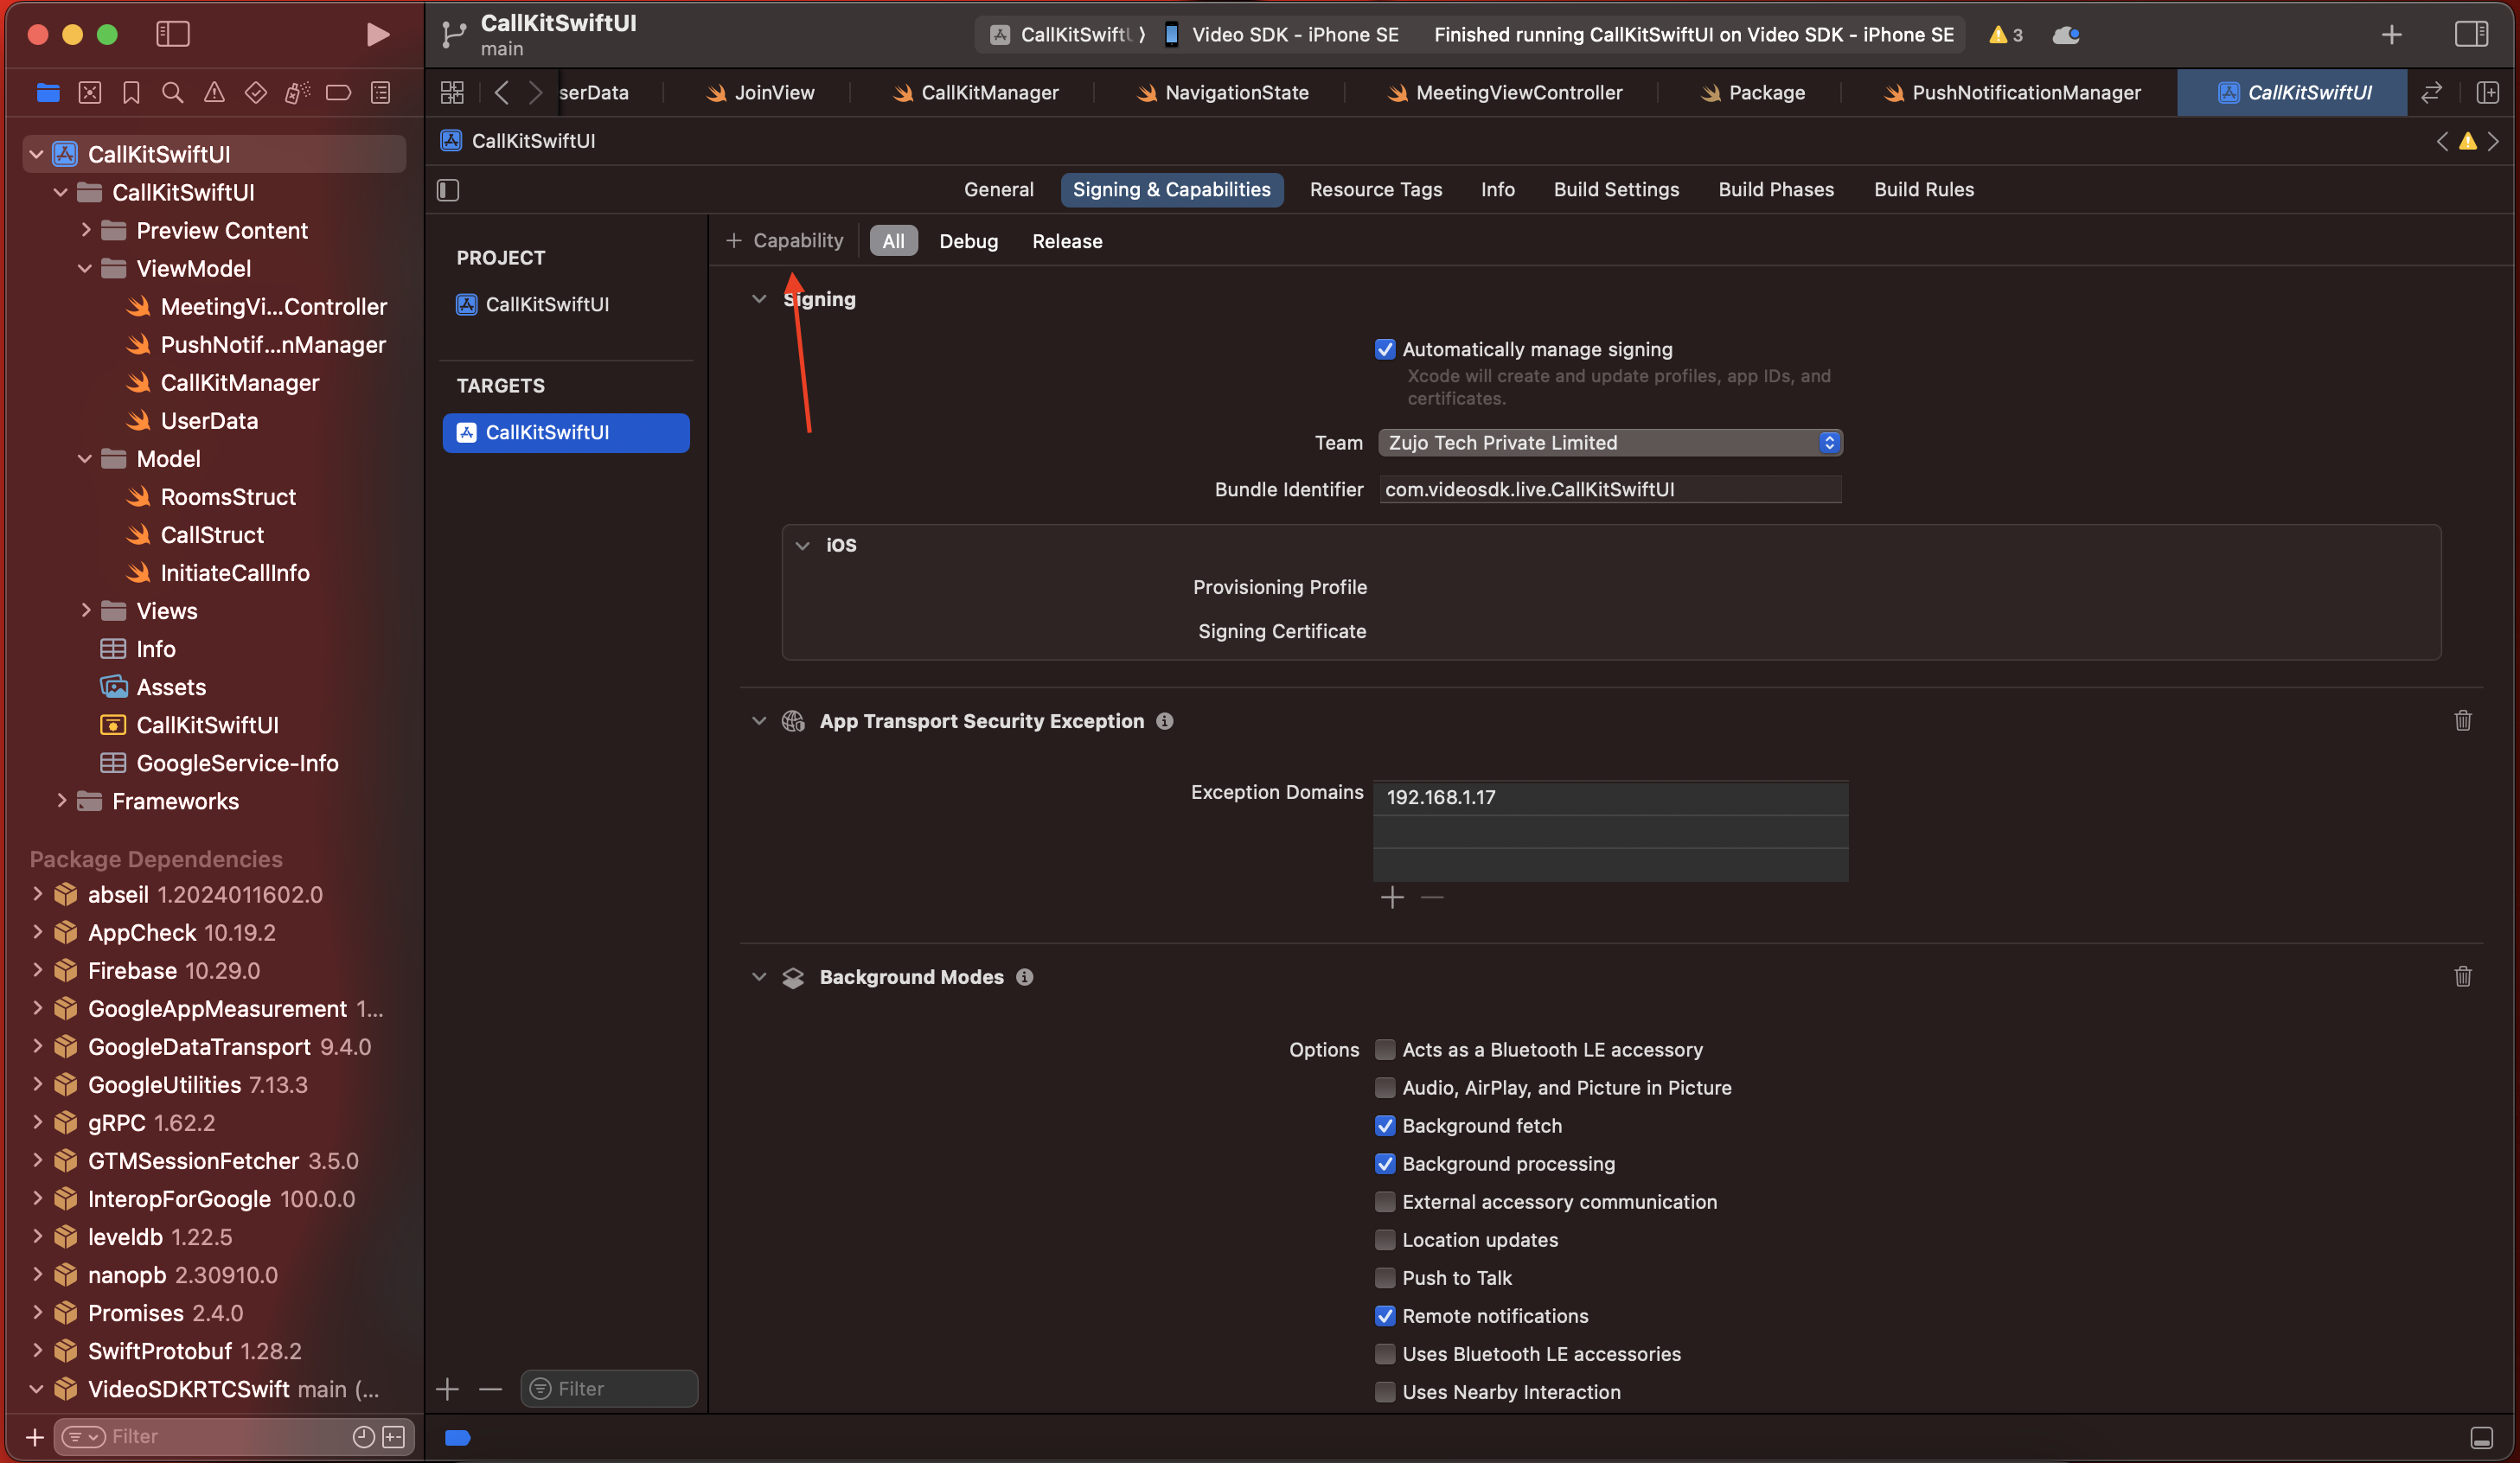 CallKitSwiftUI
main
CallKitSwiftU
Video SDK - iPhone SE
Finished running CallKitSwiftUI on Video SDK - iPhone SE
3
serData
JoinView
CallKitManager
NavigationState
MeetingViewController
Package
PushNotificationManager
CallKitSwiftUI
CallKitSwiftUI
General
Signing & Capabilities
Resource Tags
Info
Build Settings
Build Phases
Build Rules
CallKitSwiftUI
CallKitSwiftUI
Preview Content
ViewModel
MeetingVi...Controller
PushNotif...nManager
CallKitManager
UserData
Model
RoomsStruct
CallStruct
InitiateCallInfo
Views
Info
Assets
CallKitSwiftUI
GoogleService-Info
Frameworks
Package Dependencies
abseil 1.2024011602.0
AppCheck 10.19.2
Firebase 10.29.0
GoogleAppMeasurement 1...
GoogleDataTransport 9.4.0
GoogleUtilities 7.13.3
gRPC 1.62.2
GTMSessionFetcher 3.5.0
InteropForGoogle 100.0.0
leveldb 1.22.5
nanopb 2.30910.0
Promises 2.4.0
SwiftProtobuf 1.28.2
VideoSDKRTCSwift main (...
Filter
PROJECT
CallKitSwiftUI
TARGETS
CallKitSwiftUI
Filter
+ Capability
All
Debug
Release
Signing
Automatically manage signing
Xcode will create and update profiles, app IDs, and
certificates.
Team
Zujo Tech Private Limited
Bundle Identifier
com.videosdk.live.CallKitSwiftUI
iOS
Provisioning Profile
Signing Certificate
App Transport Security Exception
Exception Domains
192.168.1.17
Background Modes
Options
Acts as a Bluetooth LE accessory
Audio, AirPlay, and Picture in Picture
Background fetch
Background processing
External accessory communication
Location updates
Push to Talk
Remote notifications
Uses Bluetooth LE accessories
Uses Nearby Interaction